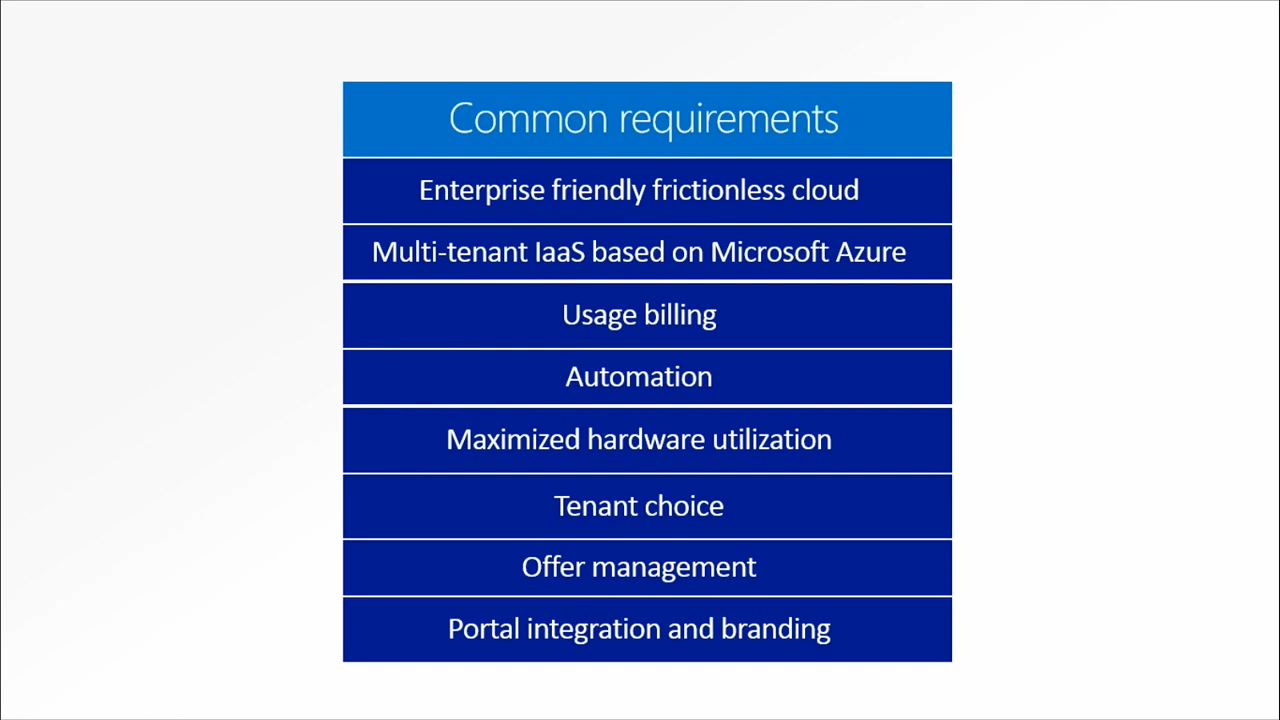 Common requirements
Enterprise friendly frictionless cloud
Multi-tenant IaaS based on Microsoft Azure
Usage billing
Automation
Maximized hardware utilization
Tenant choice
Offer management
Portal integration and branding